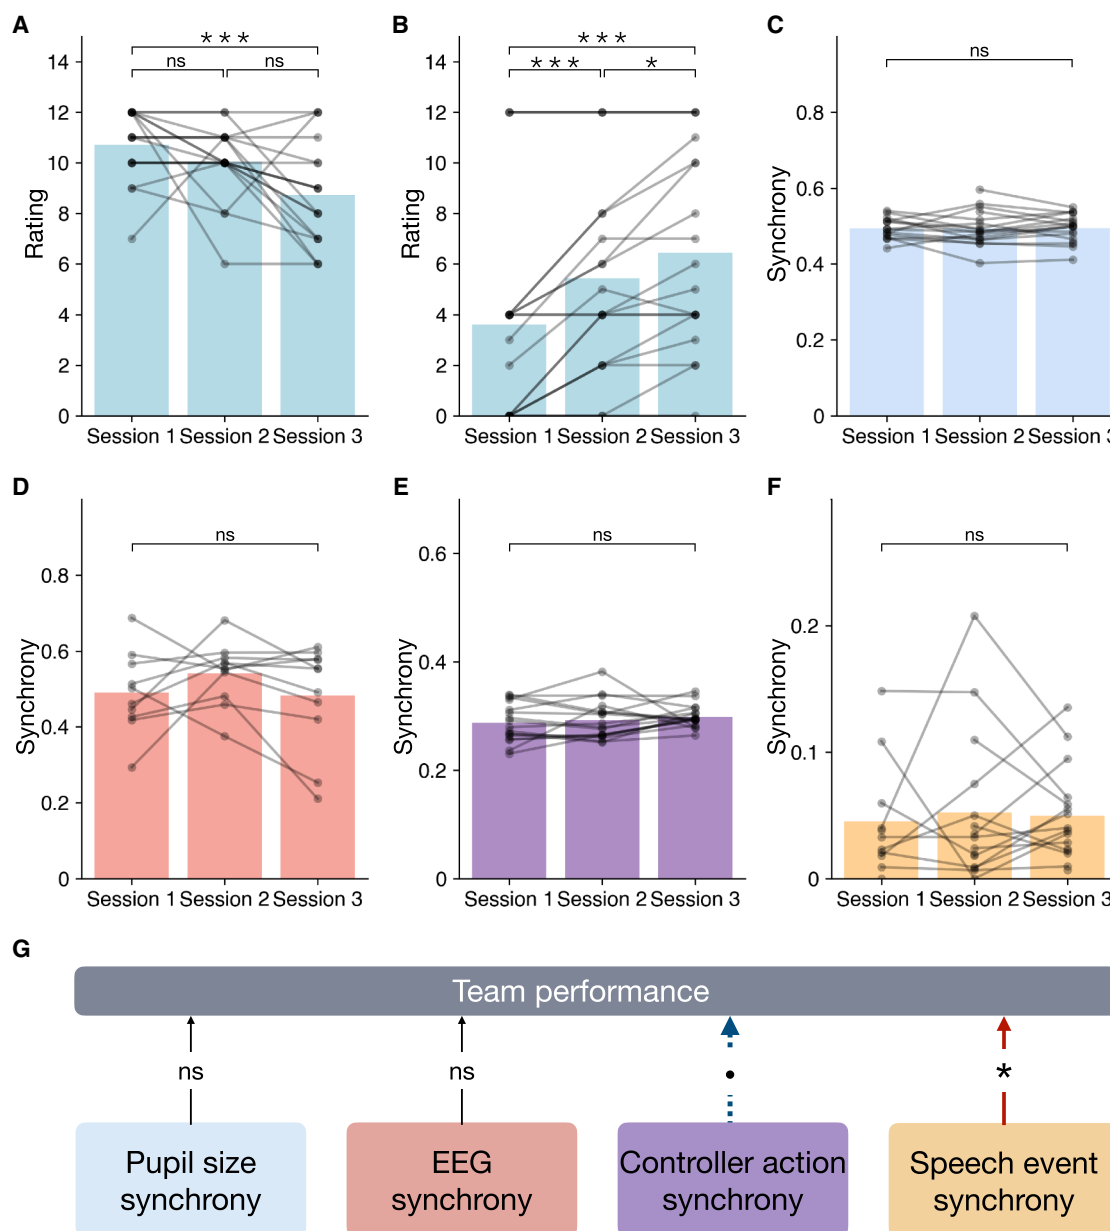 A
B
C
* * *
ns
ns
* * *
* * *
*
ns
Rating
14
12
10
8
6
4
2
0
Session 1 Session 2 Session 3
Rating
14
12
10
8
6
4
2
0
Session 1 Session 2 Session 3
Synchrony
0.8
0.6
0.4
0.2
0
Session 1 Session 2 Session 3
D
E
F
ns
ns
ns
Synchrony
0.8
0.6
0.4
0.2
0
Session 1 Session 2 Session 3
Synchrony
0.6
0.4
0.2
0
Session 1 Session 2 Session 3
Synchrony
0.2
0.1
0
Session 1 Session 2 Session 3
G
Team performance
ns
ns
•
*
Pupil size
synchrony
EEG
synchrony
Controller action
synchrony
Speech event
synchrony